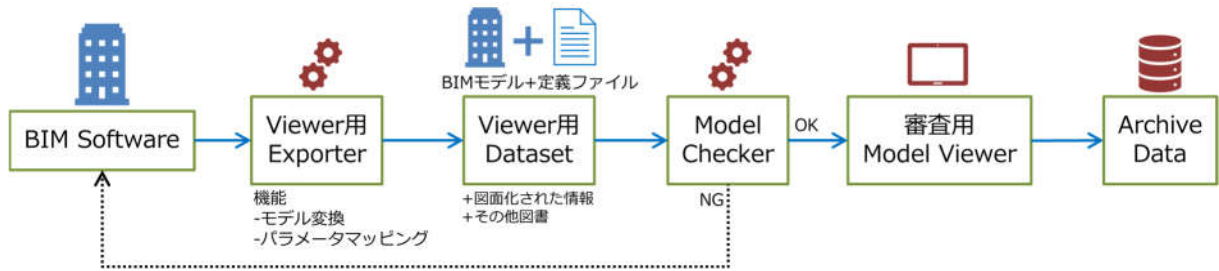 BIMモデル+定義ファイル
BIM Software
Viewer用
Exporter
Viewer用
Dataset
Model
Checker
OK
審査用
Model Viewer
Archive
Data
機能
-モデル変換
-パラメータマッピング
+図面化された情報
+その他図書
NG